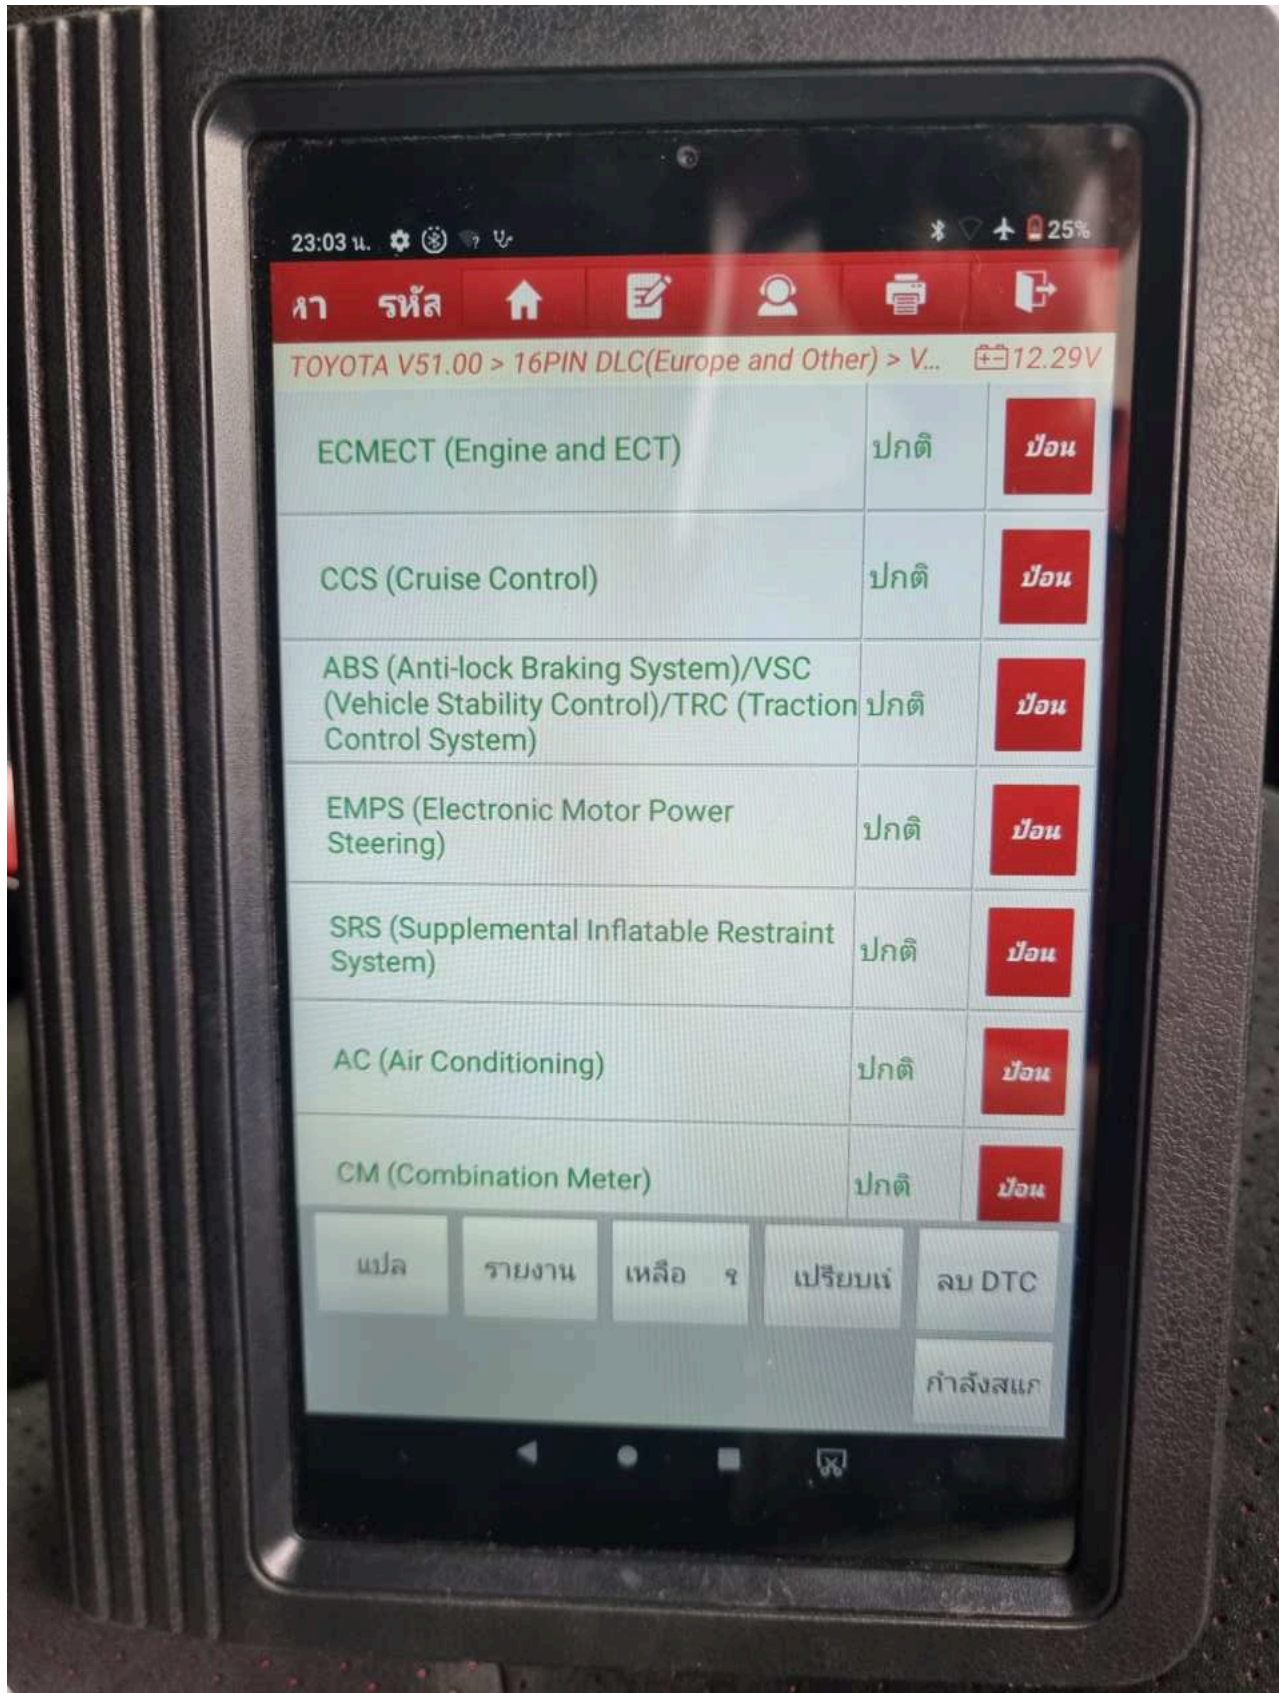 23:03 น.
25%
รหัส
TOYOTA V51.00 > 16PIN DLC(Europe and Other) > V... 12.29V
ECMECT (Engine and ECT) ปกติ ป้อน
CCS (Cruise Control) ปกติ ป้อน
ABS (Anti-lock Braking System)/VSC
(Vehicle Stability Control)/TRC (Traction ปกติ ป้อน
Control System)
EMPS (Electronic Motor Power
Steering) ปกติ ป้อน
SRS (Supplemental Inflatable Restraint
System) ปกติ ป้อน
AC (Air Conditioning) ปกติ ป้อน
CM (Combination Meter) ปกติ ป้อน
แปล รายงาน เหลือ เปรียบเ ลบ DTC
กำลังสแก